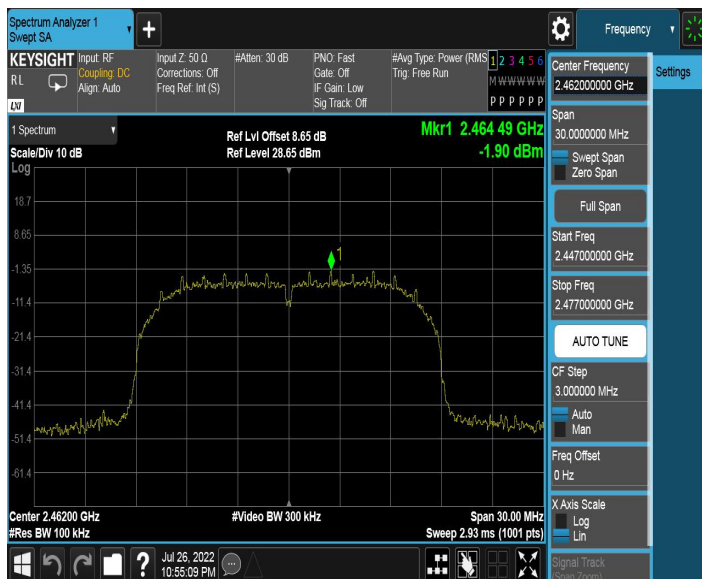 Spectrum Analyzer 1
Swept SA
+
Frequency
KEYSIGHT
RL
LXI
Input: RF
Coupling: DC
Align: Auto
Input Z: 50 Ω
Corrections: Off
Freq Ref: Int (S)
#Atten: 30 dB
PNO: Fast
Gate: Off
IF Gain: Low
Sig Track: Off
#Avg Type: Power (RMS
Trig: Free Run
1 2 3 4 5 6
M W W W W W
P P P P P P
Center Frequency
2.462000000 GHz
Settings
Span
30.0000000 MHz
Swept Span
Zero Span
Full Span
Start Freq
2.447000000 GHz
Stop Freq
2.477000000 GHz
AUTO TUNE
CF Step
3.000000 MHz
Auto
Man
Freq Offset
0 Hz
X Axis Scale
Log
Lin
Signal Track
(Span Zoom)
1 Spectrum
Scale/Div 10 dB
Ref Lvl Offset 8.65 dB
Ref Level 28.65 dBm
Mkr1 2.464 49 GHz
-1.90 dBm
Log
18.7
8.65
-1.35
-11.4
-21.4
-31.4
-41.4
-51.4
-61.4
1
Center 2.46200 GHz
#Res BW 100 kHz
#Video BW 300 kHz
Span 30.00 MHz
Sweep 2.93 ms (1001 pts)
?
Jul 26, 2022
10:55:09 PM